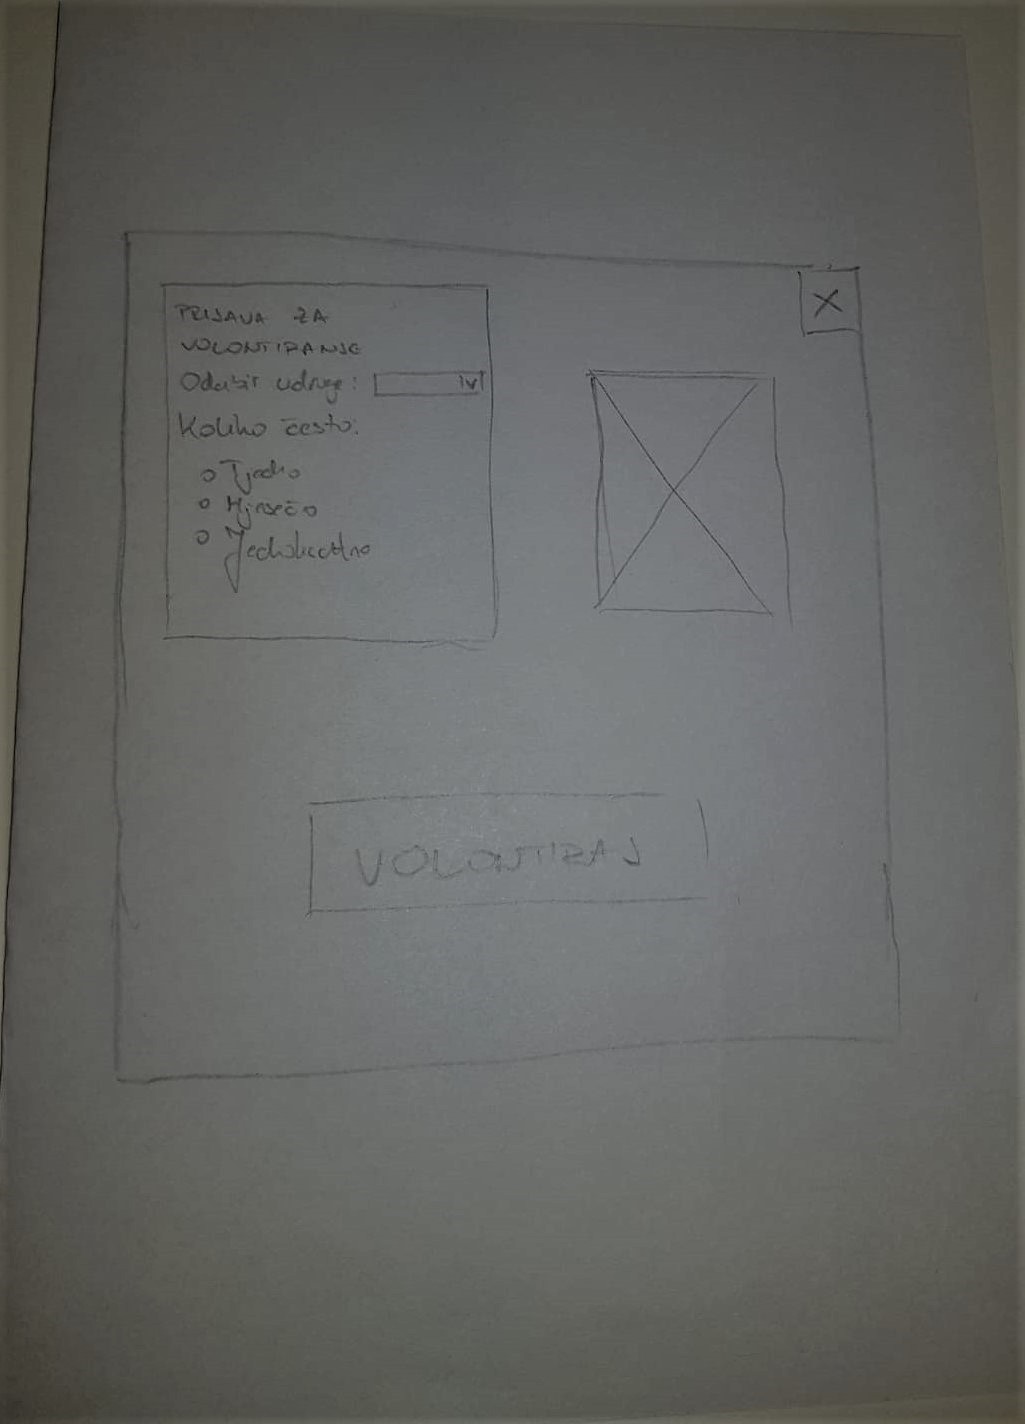 PRIJAVA ZA
VOLONTIRANJE
Odabir udruge:
Koliko često:
Tjedno
Mjesečno
Jednokratno
X
VOLONTIRAJ